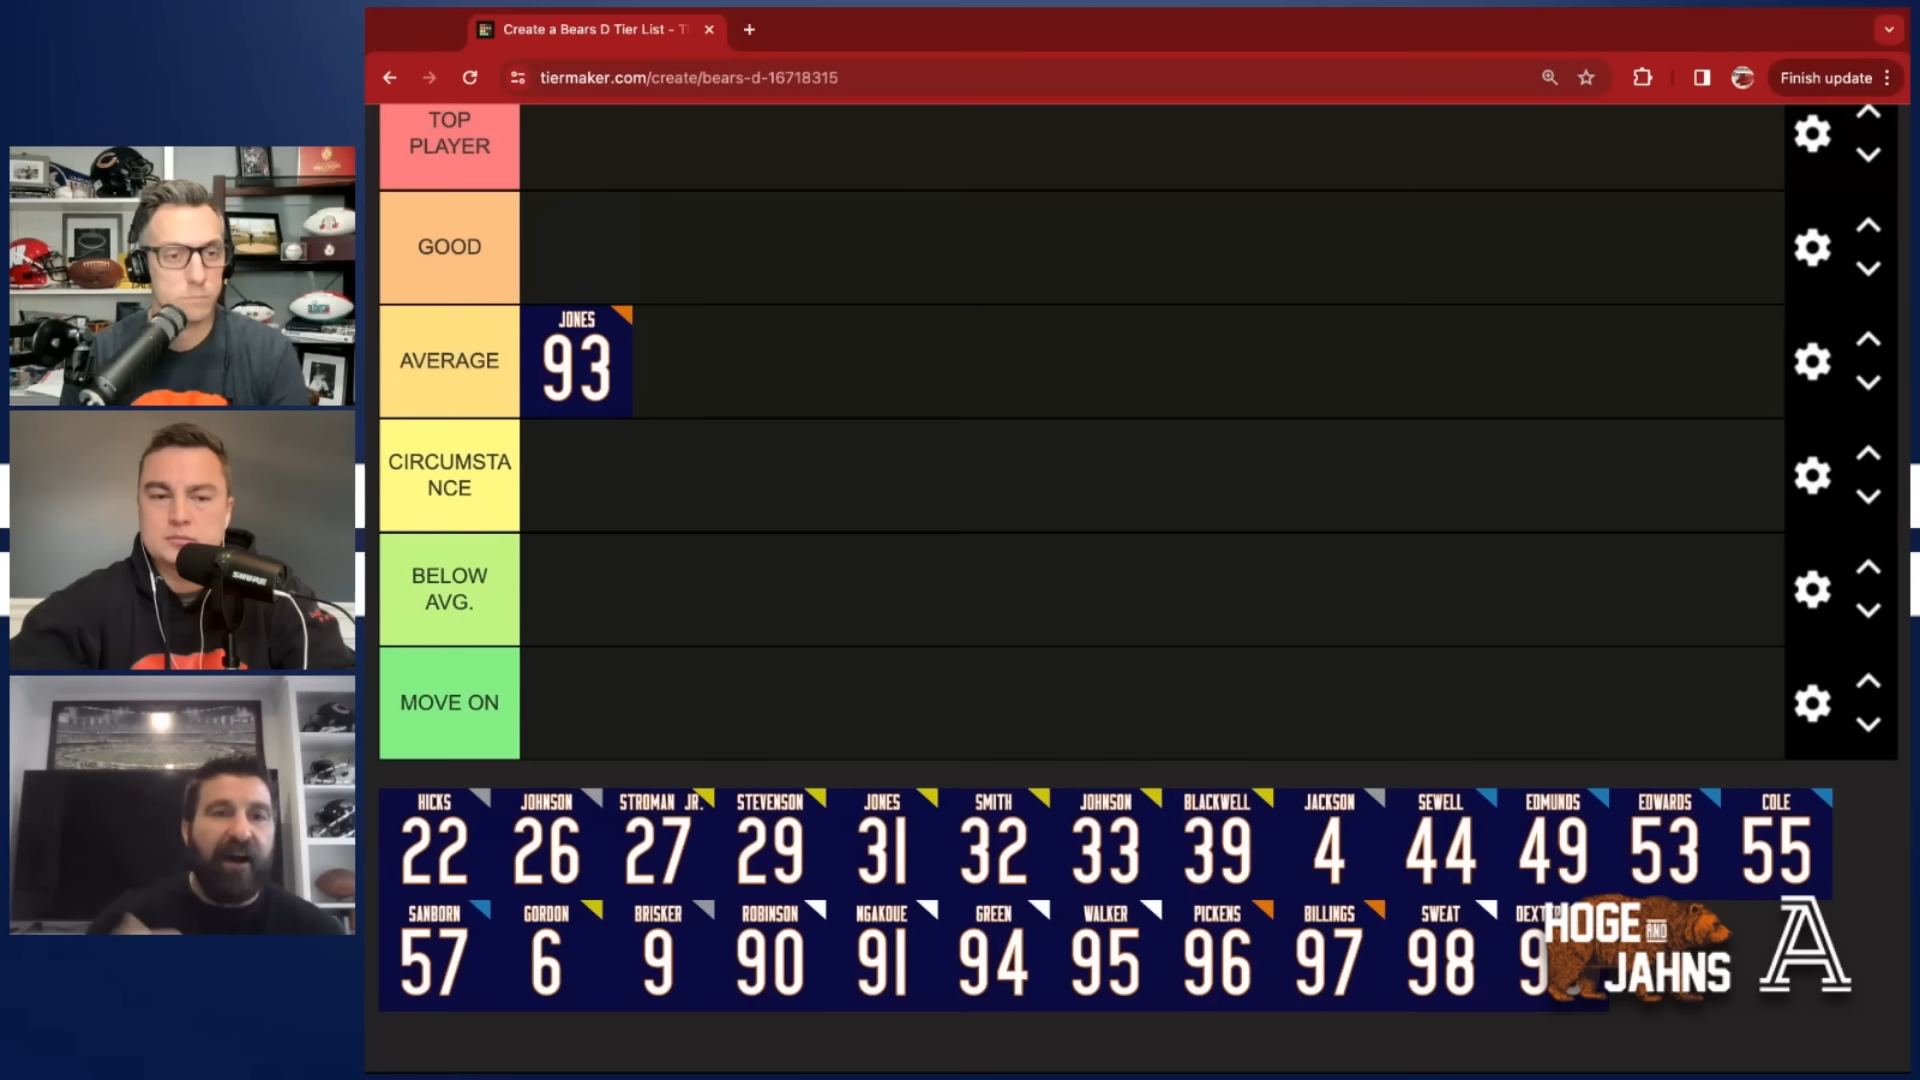 Create a Bears D Tier List - T
tiermaker.com/create/bears-d-16718315
Finish update
TOP
PLAYER
GOOD
AVERAGE
JONES
93
CIRCUMSTA
NCE
BELOW
AVG.
MOVE ON
HICKS JOHNSON STROMAN JR. STEVENSON JONES SMITH JOHNSON BLACKWELL JACKSON SEWELL EDMUNDS EDWARDS COLE
22 26 27 29 31 32 33 39 4 44 49 53 55
SANBORN GORDON BRISKER ROBINSON NGAKOUE GREEN WALKER PICKENS BILLINGS SWEAT DEXT
57 6 9 90 91 94 95 96 97 98 9
HOGE AND
JAHNS
A
SHURE